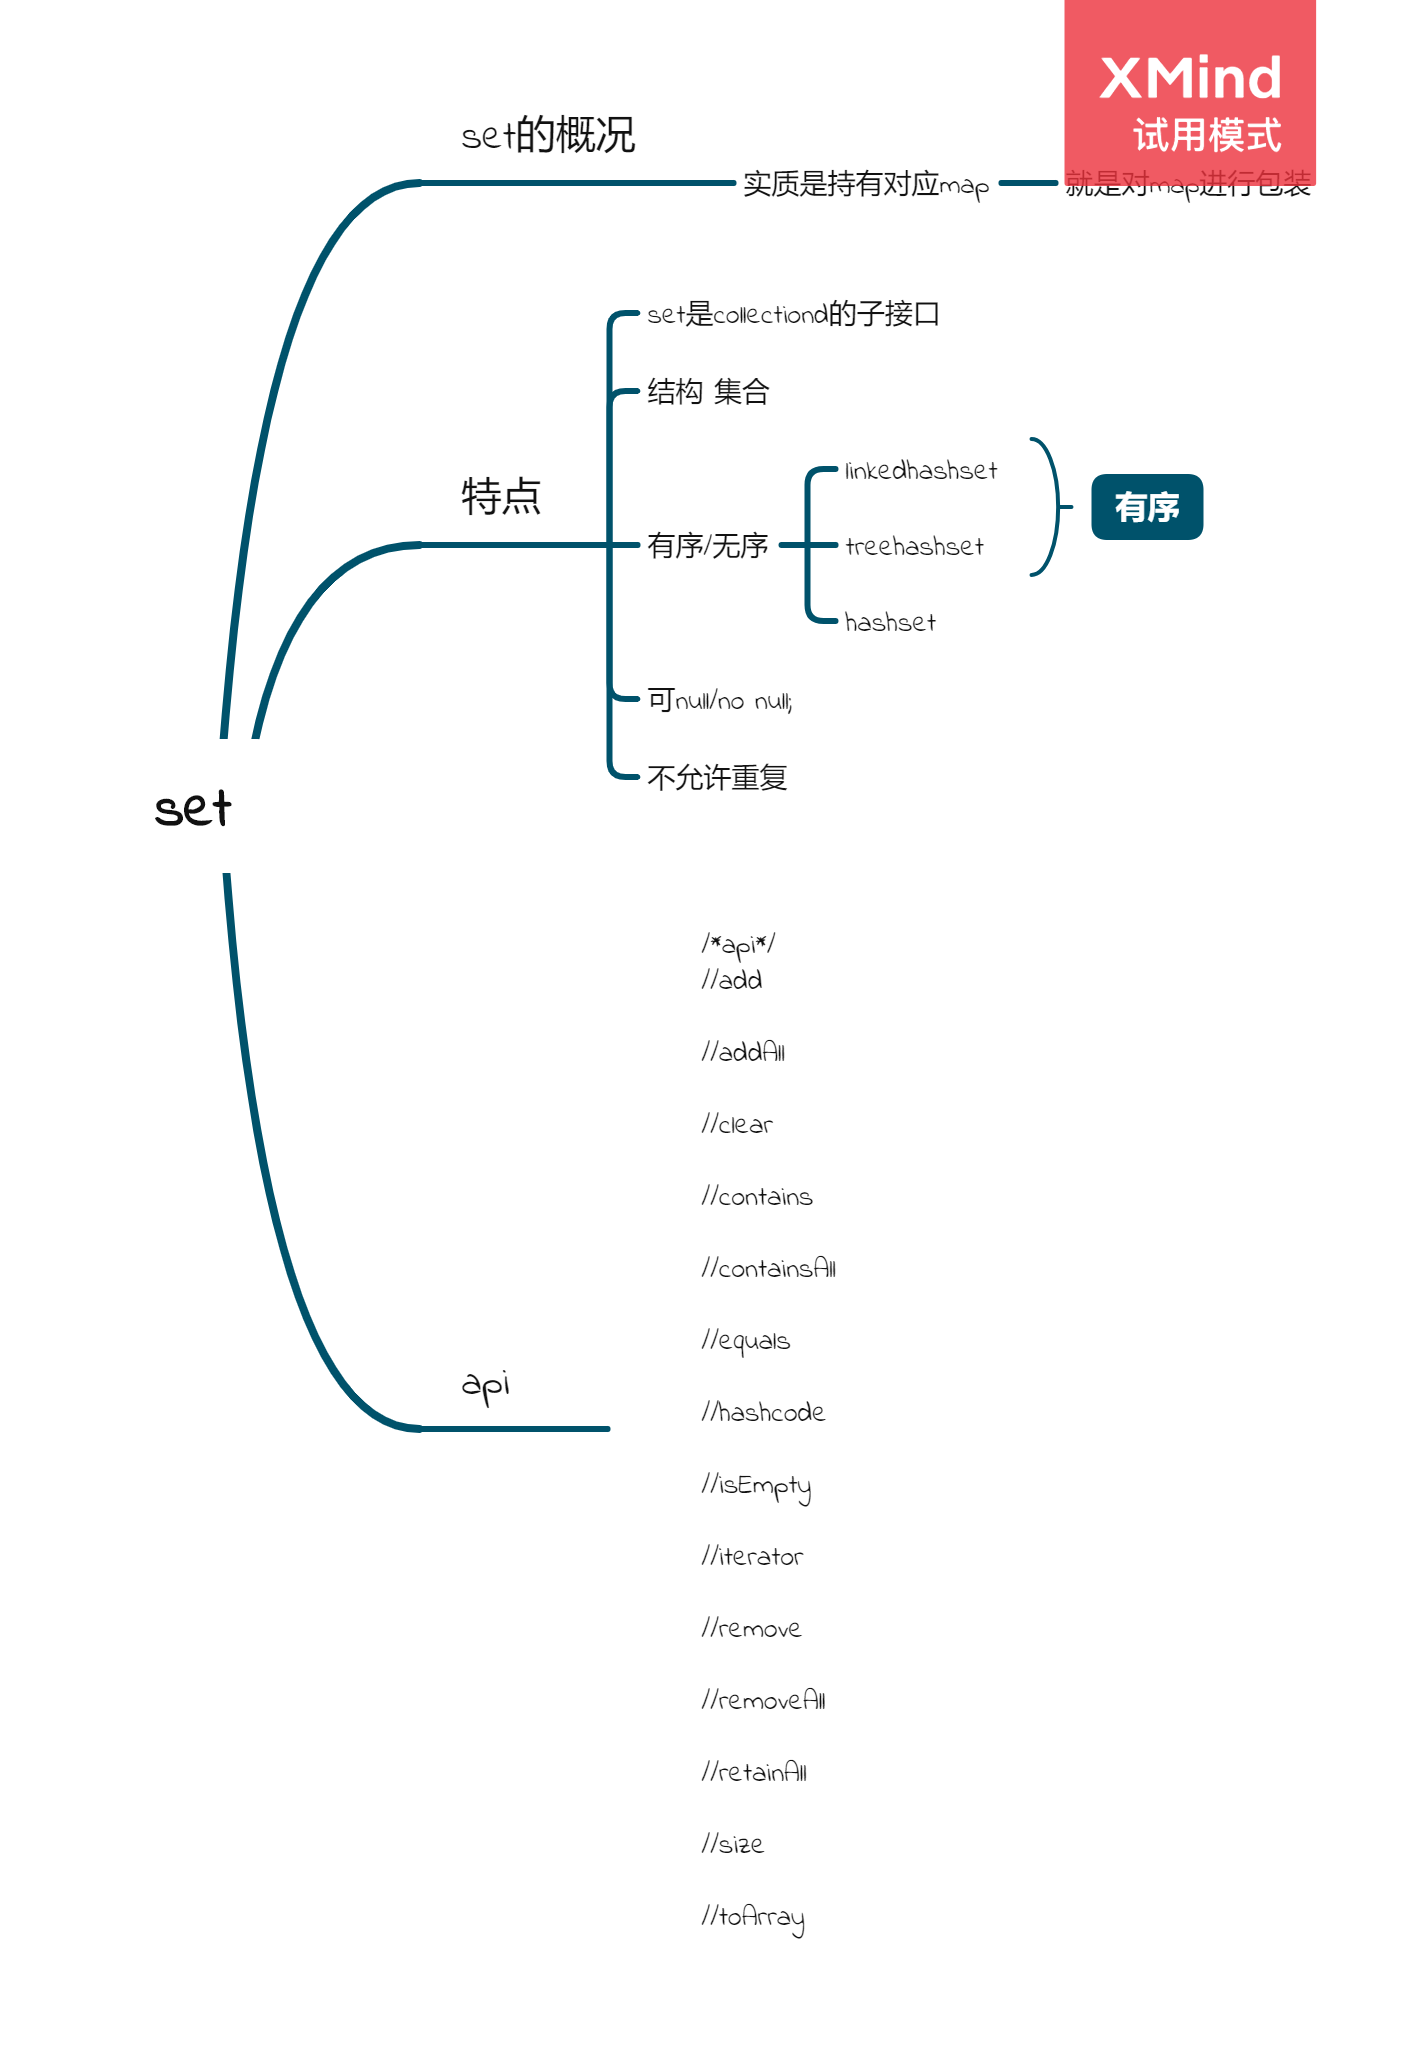 XMind
试用模式
set的概况
实质是持有对应map
就是对map进行包装
set是collectiond的子接口
结构 集合
linkedhashset
有序
特点
有序/无序
treehashset
hashset
可null/no null;
不允许重复
set
/*api*/
//add
//addAll
//clear
//contains
//containsAll
//equals
api
//hashcode
//isEmpty
//iterator
//remove
//removeAll
//retainAll
//size
//toArray